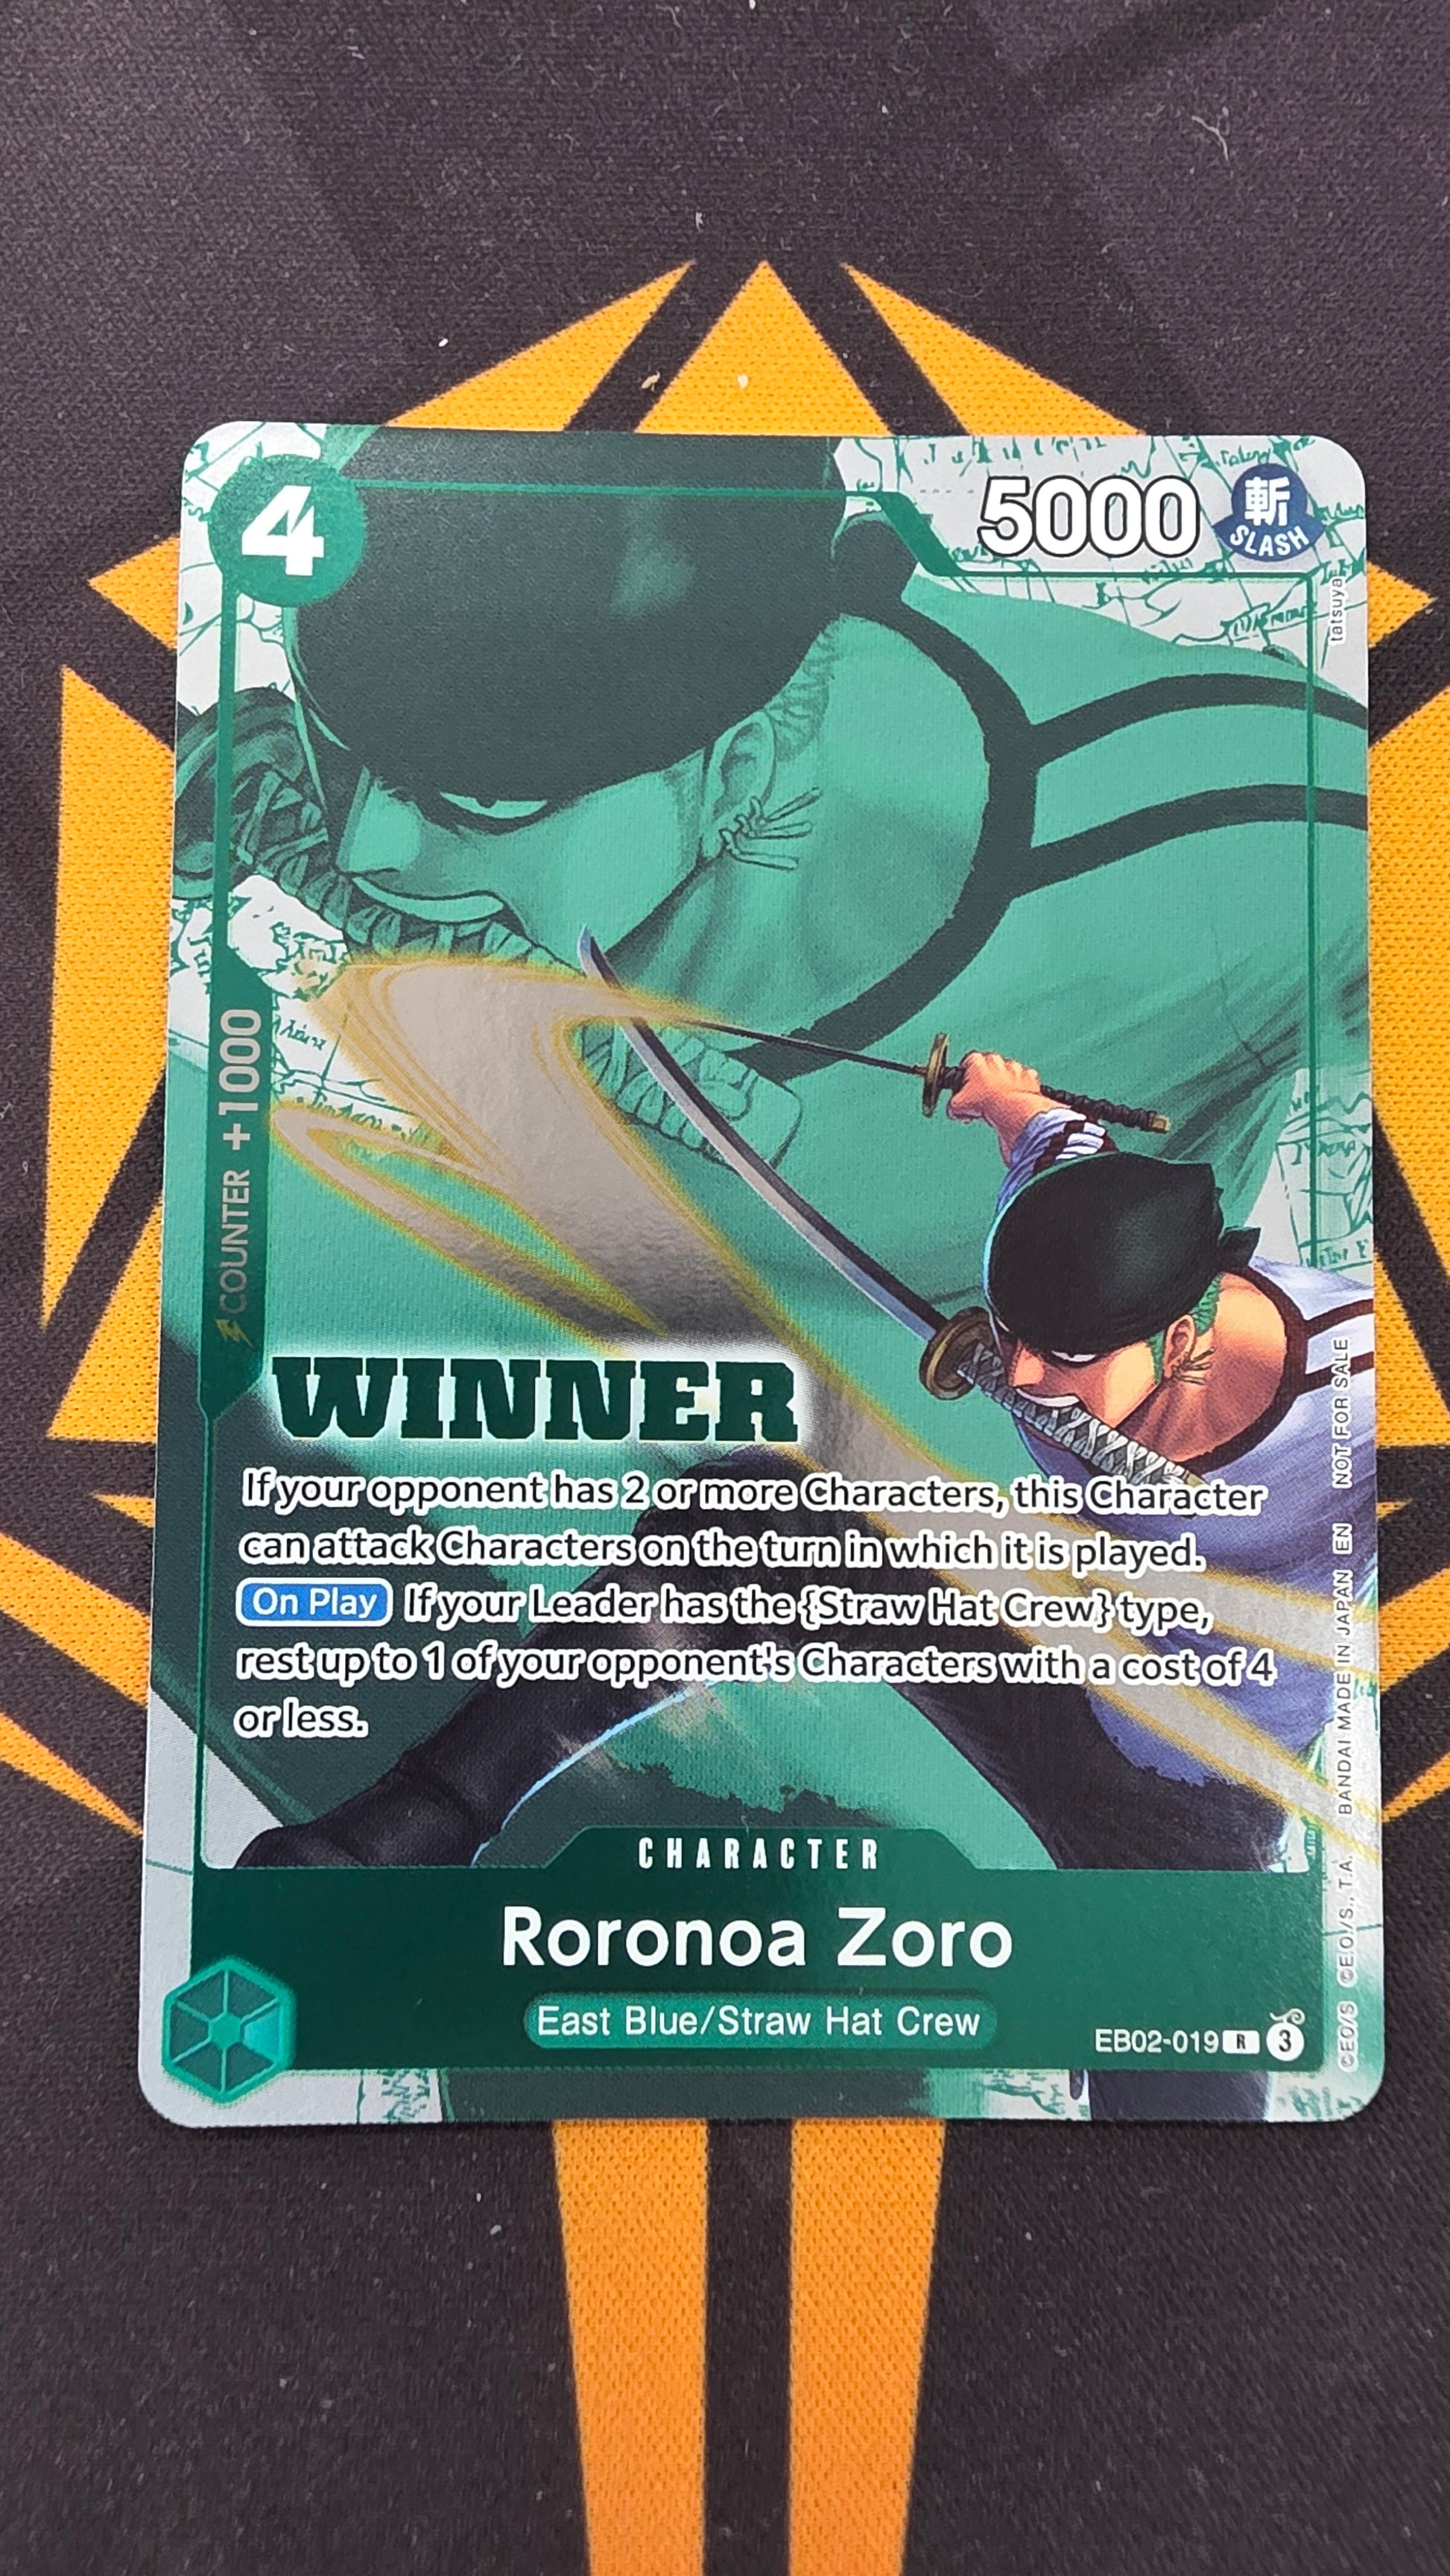 4
5000
斬
SLASH
tatsuya
COUNTER +1000
WINNER
If your opponent has 2 or more Characters, this Character
can attack Characters on the turn in which it is played.
On Play If your Leader has the {Straw Hat Crew} type,
rest up to 1 of your opponent's Characters with a cost of 4
or less.
CHARACTER
Roronoa Zoro
East Blue/Straw Hat Crew
EB02-019 R 3
©EO/S ©E.O!/S., T.A. BANDAI MADE IN JAPAN EN NOT FOR SALE